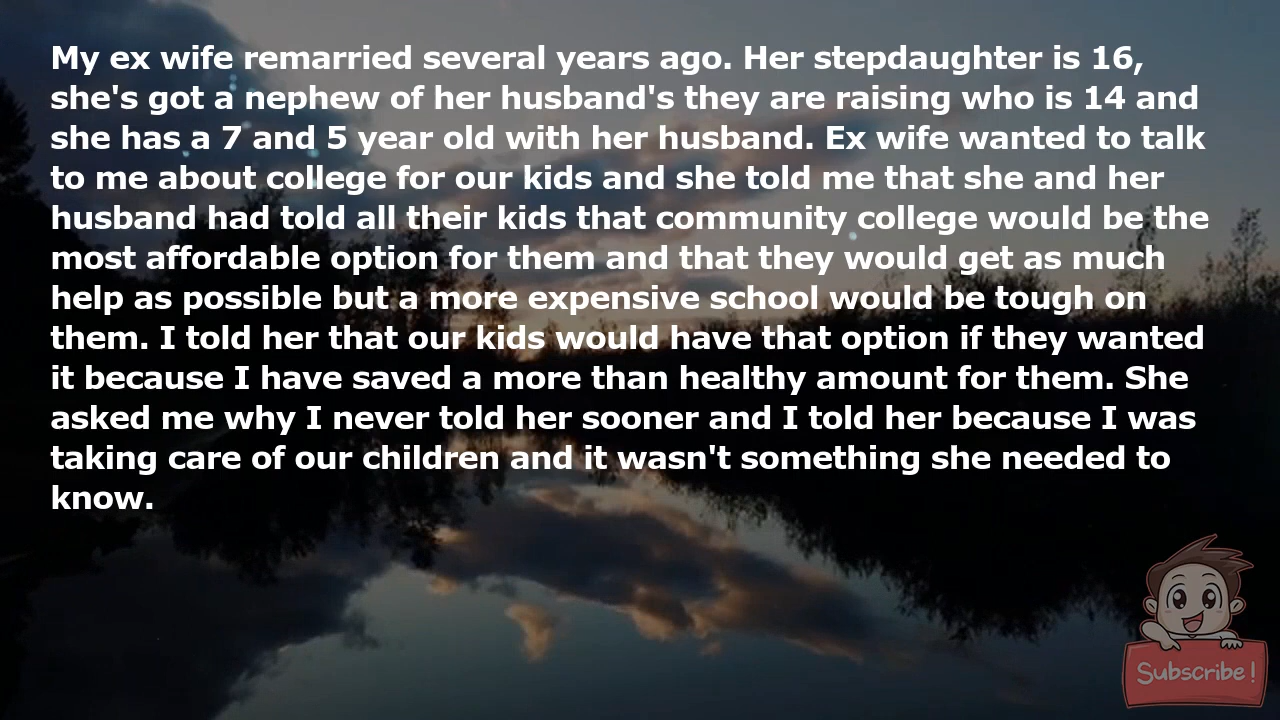 My ex wife remarried several years ago. Her stepdaughter is 16,
she's got a nephew of her husband's they are raising who is 14 and
she has a 7 and 5 year old with her husband. Ex wife wanted to talk
to me about college for our kids and she told me that she and her
husband had told all their kids that community college would be the
most affordable option for them and that they would get as much
help as possible but a more expensive school would be tough on
them. I told her that our kids would have that option if they wanted
it because I have saved a more than healthy amount for them. She
asked me why I never told her sooner and I told her because I was
taking care of our children and it wasn't something she needed to
know.
Subscribe!